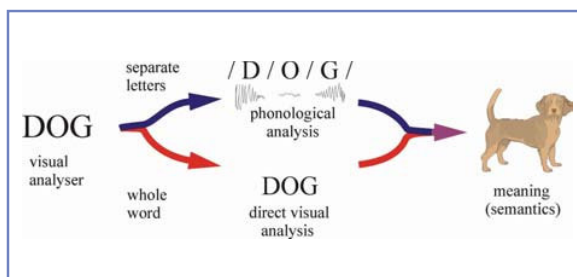 DOG
visual
analyser
separate
letters
whole
word
/ D / O / G /
phonological
analysis
DOG
direct visual
analysis
meaning
(semantics)